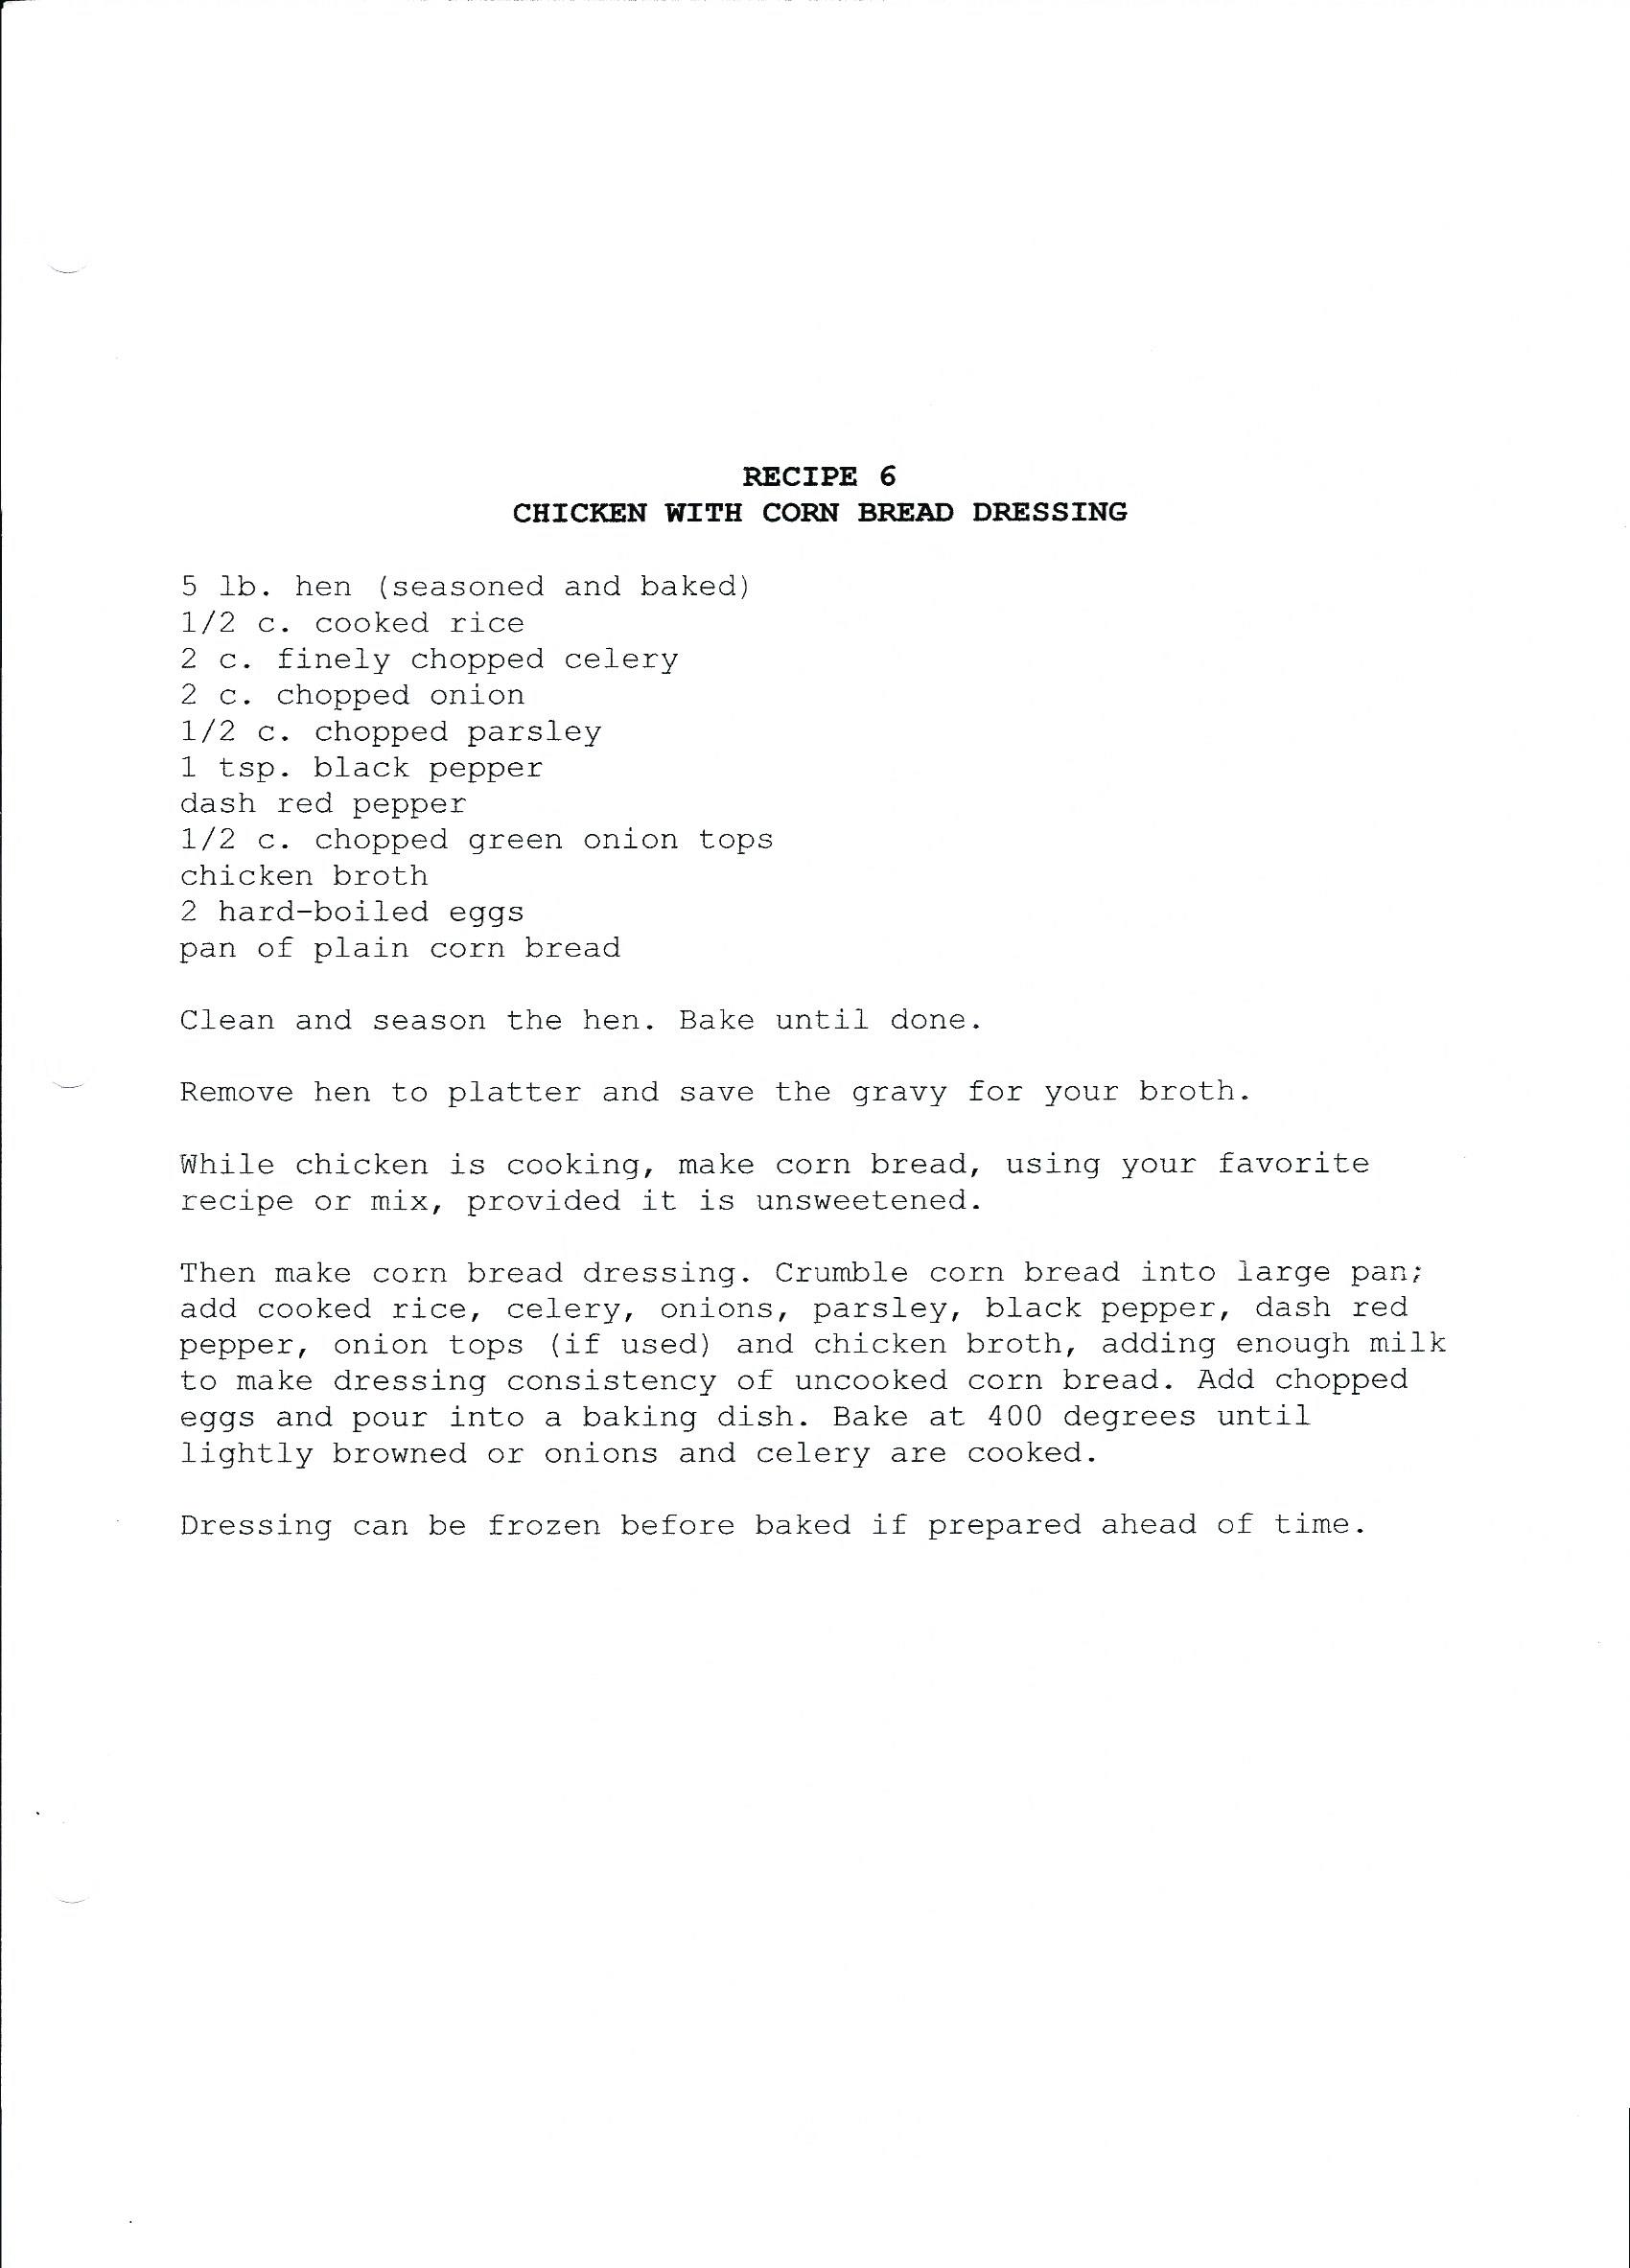 RECIPE 6
CHICKEN WITH CORN BREAD DRESSING
5 lb. hen (seasoned and baked)
1/2 c. cooked rice
2 c. finely chopped celery
2 c. chopped onion
1/2 c. chopped parsley
1 tsp. black pepper
dash red pepper
1/2 c. chopped green onion tops
chicken broth
2 hard-boiled eggs
pan of plain corn bread
Clean and season the hen. Bake until done.
Remove hen to platter and save the gravy for your broth.
While chicken is cooking, make corn bread, using your favorite
recipe or mix, provided it is unsweetened.
Then make corn bread dressing. Crumble corn bread into large pan;
add cooked rice, celery, onions, parsley, black pepper, dash red
pepper, onion tops (if used) and chicken broth, adding enough milk
to make dressing consistency of uncooked corn bread. Add chopped
eggs and pour into a baking dish. Bake at 400 degrees until
lightly browned or onions and celery are cooked.
Dressing can be frozen before baked if prepared ahead of time.